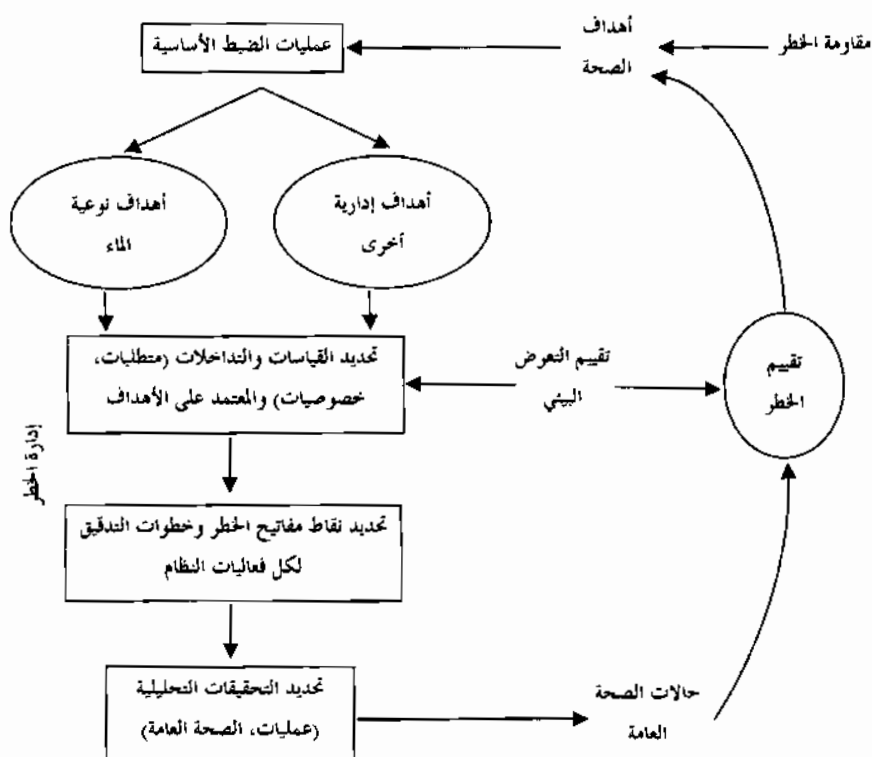 مقاومة الخطر
أهداف
الصحة
عمليات الضبط الأساسية
أهداف إدارية
أخرى
أهداف نوعية
الماء
تحديد القياسات والتداخلات (متطلبات،
خصوصيات) والمعتمد على الأهداف
تقييم التعرض
البيئي
تقييم
الخطر
إدارة الخطر
تحديد نقاط مفاتيح الخطر وخطوات التدقيق
لكل فعاليات النظام
تحديد التحقيقات التحليلية
(عمليات، الصحة العامة)
حالات الصحة
العامة